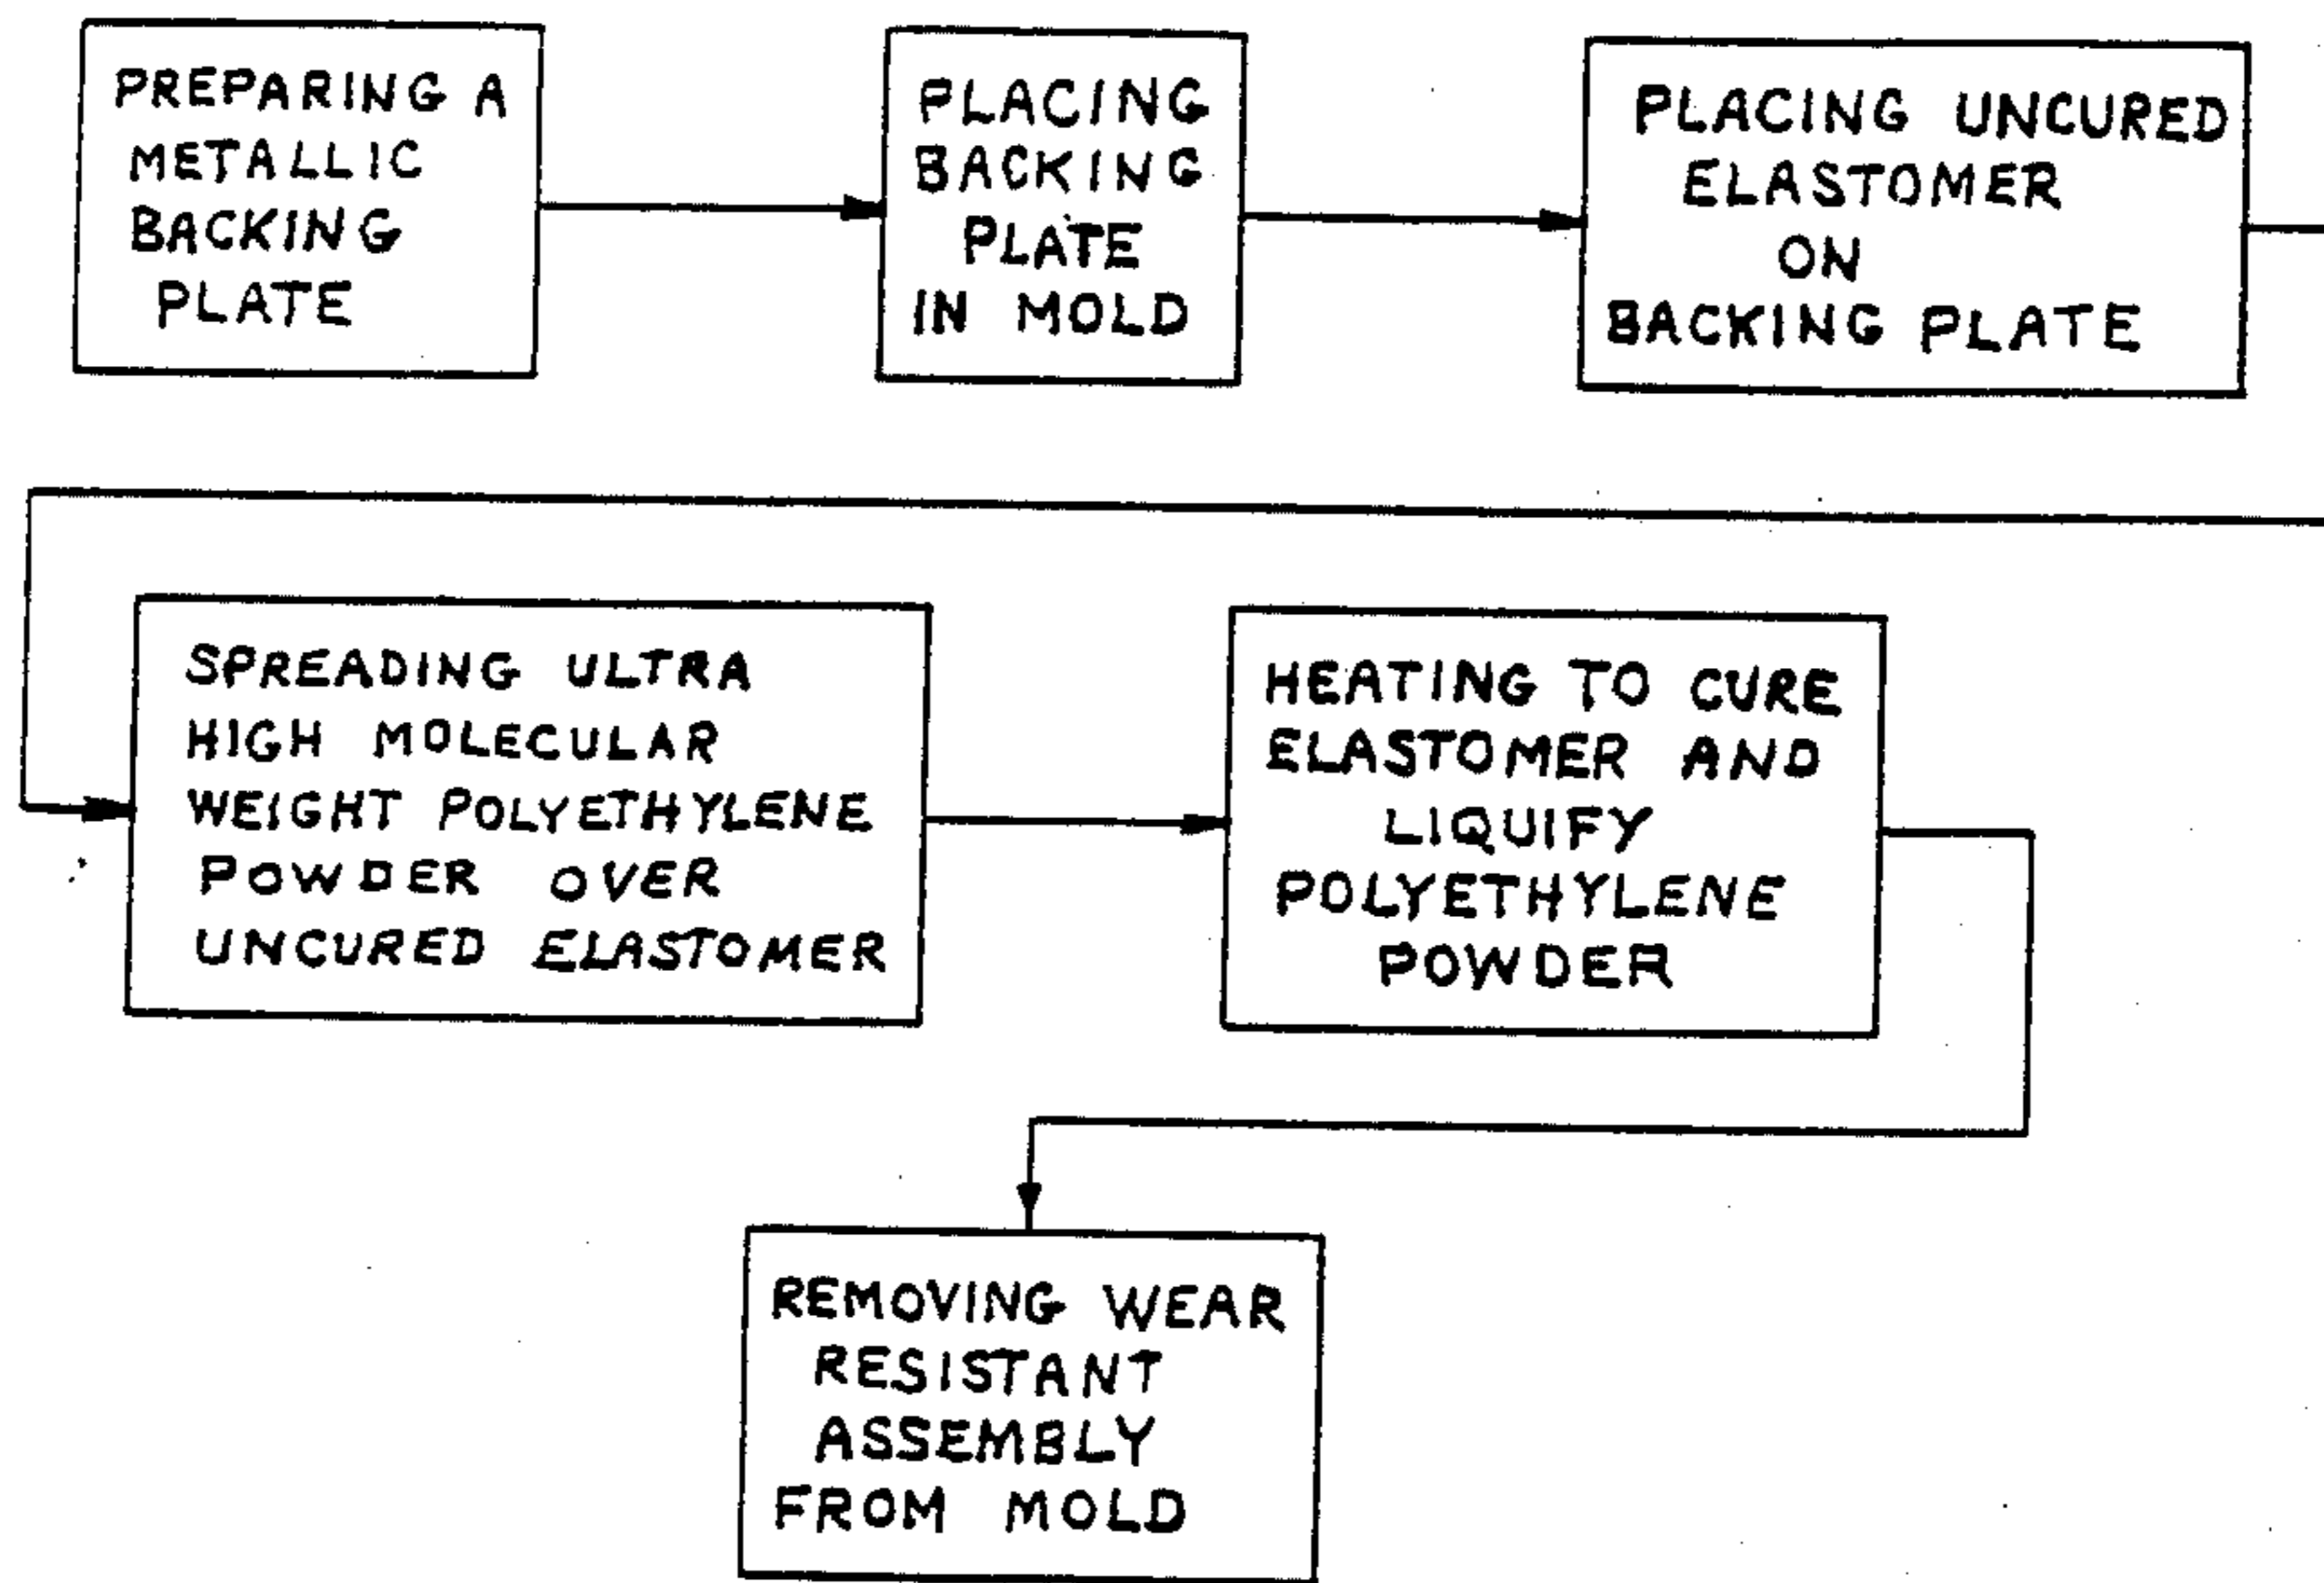 PREPARING A
METALLIC
BACKING
PLATE
PLACING
BACKING
PLATE
IN MOLD
PLACING UNCURED
ELASTOMER
ON
BACKING PLATE
SPREADING ULTRA
HIGH MOLECULAR
WEIGHT POLYETHYLENE
POWDER OVER
UNCURED ELASTOMER
HEATING TO CURE
ELASTOMER AND
LIQUIFY
POLYETHYLENE
POWDER
REMOVING WEAR
RESISTANT
ASSEMBLY
FROM MOLD